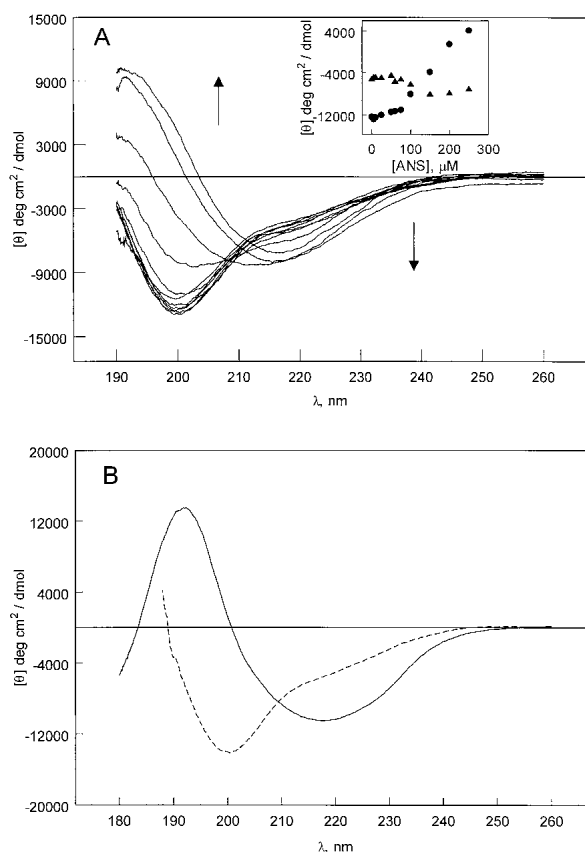 A
15000
9000
3000
-3000
-9000
-15000
[θ] deg cm² / dmol
190 200 210 220 230 240 250 260
λ, nm
4000
-4000
-12000
[θ] deg cm² / dmol
0 100 200 300
[ANS], μM
B
20000
12000
4000
-4000
-12000
-20000
[θ] deg cm² / dmol
180 190 200 210 220 230 240 250 260
λ, nm